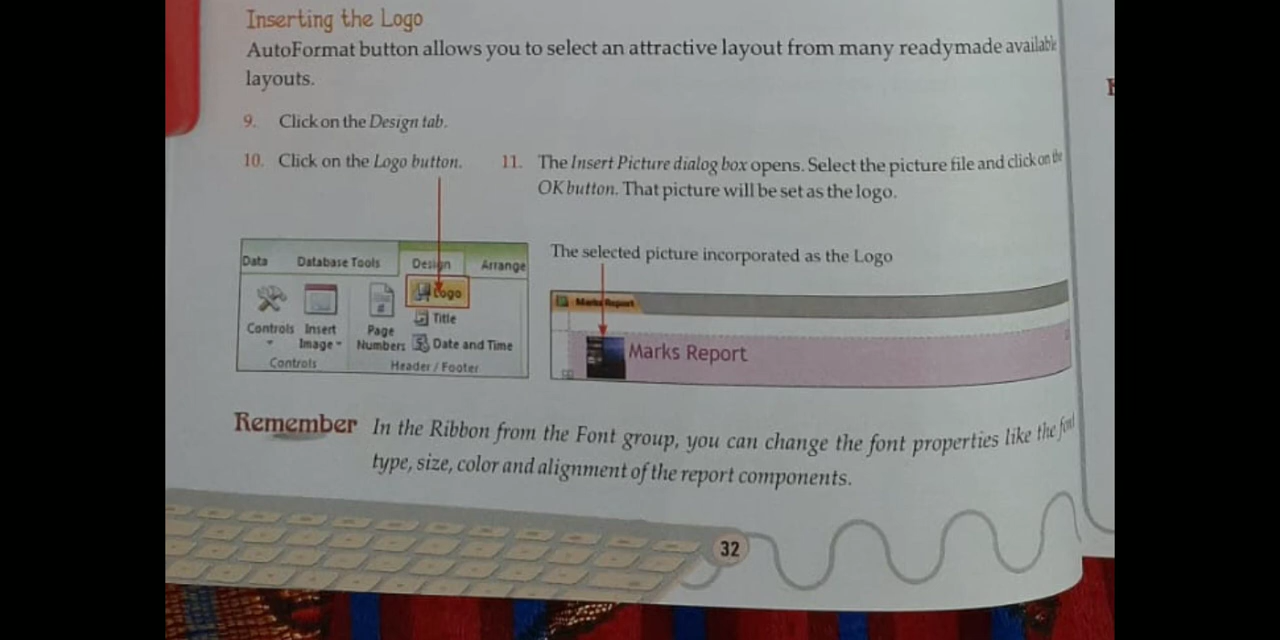 Inserting the Logo
AutoFormat button allows you to select an attractive layout from many readymade available
layouts.
9. Click on the Design tab.
10. Click on the Logo button.
11. The Insert Picture dialog box opens. Select the picture file and click on the
OK button. That picture will be set as the logo.
The selected picture incorporated as the Logo
Data Database Tools Design Arrange
Logo
Title
Date and Time
Controls
Insert
Image
Page
Numbers
Controls
Header / Footer
Marks Report
Marks Report
Remember In the Ribbon from the Font group, you can change the font properties like the font
type, size, color and alignment of the report components.
32